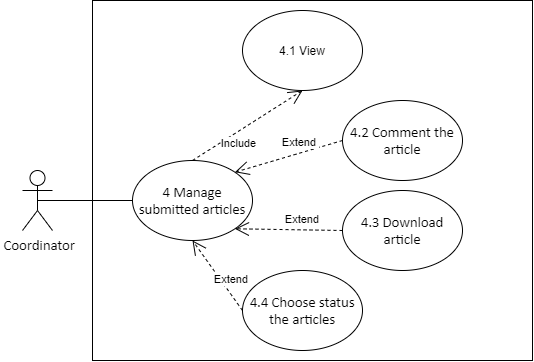 4.1 View
Include
Extend
4.2 Comment the
article
4 Manage
submitted articles
Coordinator
Extend
4.3 Download
article
Extend
4.4 Choose status
the articles